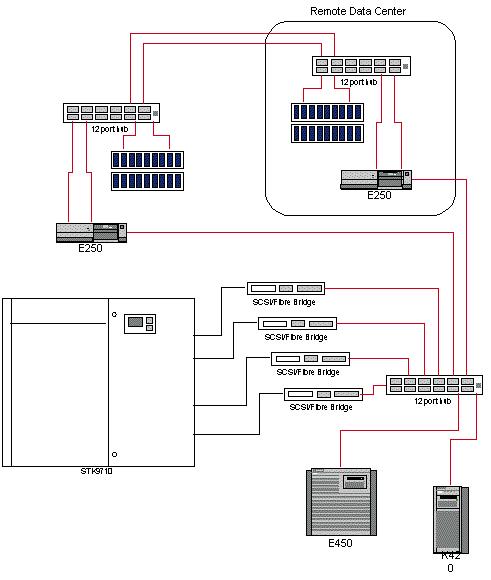 Remote Data Center
12 port hub
12 port hub
E250
E250
SCSI/Fibre Bridge
SCSI/Fibre Bridge
SCSI/Fibre Bridge
SCSI/Fibre Bridge
12 port hub
STK9710
E450
K42
0